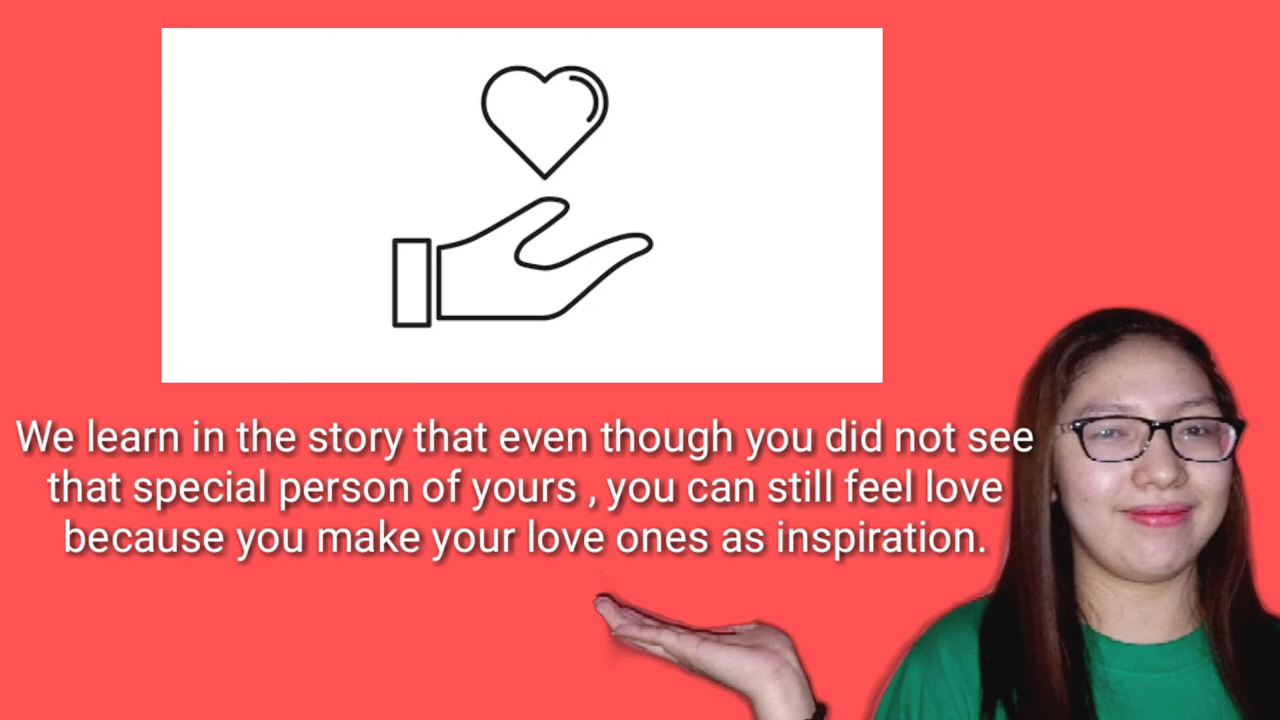 We learn in the story that even though you did not see
that special person of yours , you can still feel love
because you make your love ones as inspiration.